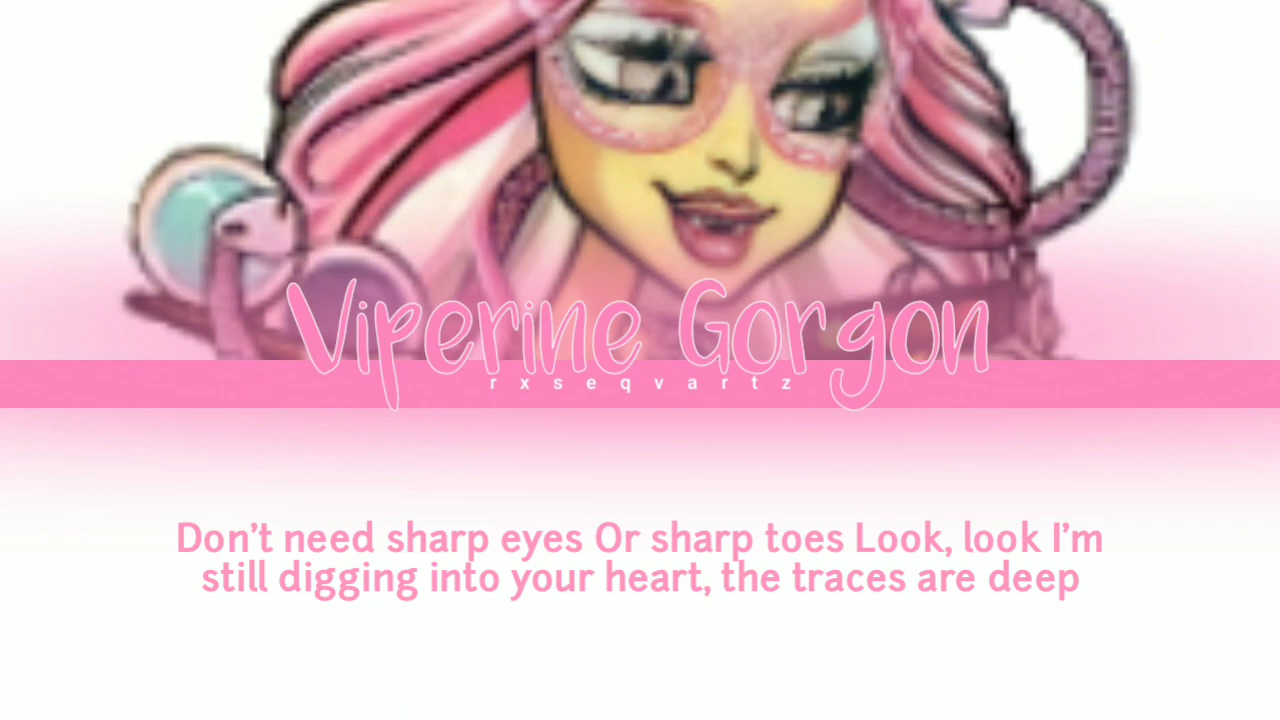 Viperine Gorgon
rxseqvartz
Don't need sharp eyes Or sharp toes Look, look I'm
still digging into your heart, the traces are deep